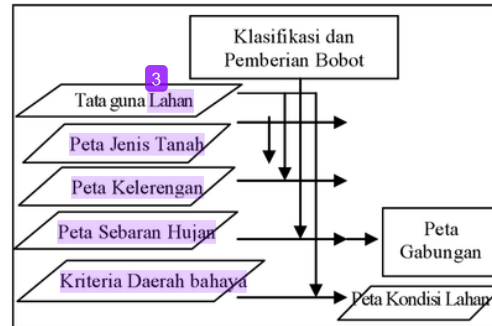 Klasifikasi dan
Pemberian Bobot
3
Tata guna Lahan
Peta Jenis Tanah
Peta Kelerengan
Peta Sebaran Hujan
Peta
Gabungan
Kriteria Daerah bahaya
Peta Kondisi Lahan